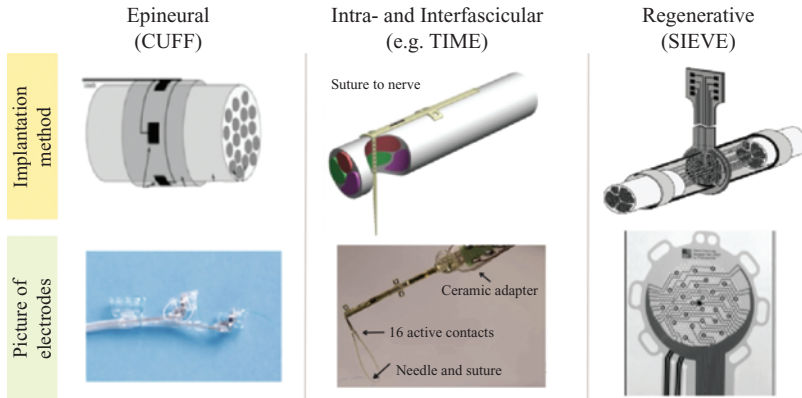 Epineural
(CUFF)
Intra- and Interfascicular
(e.g. TIME)
Regenerative
(SIEVE)
Implantation
method
Suture to nerve
Picture of
electrodes
Ceramic adapter
16 active contacts
Needle and suture